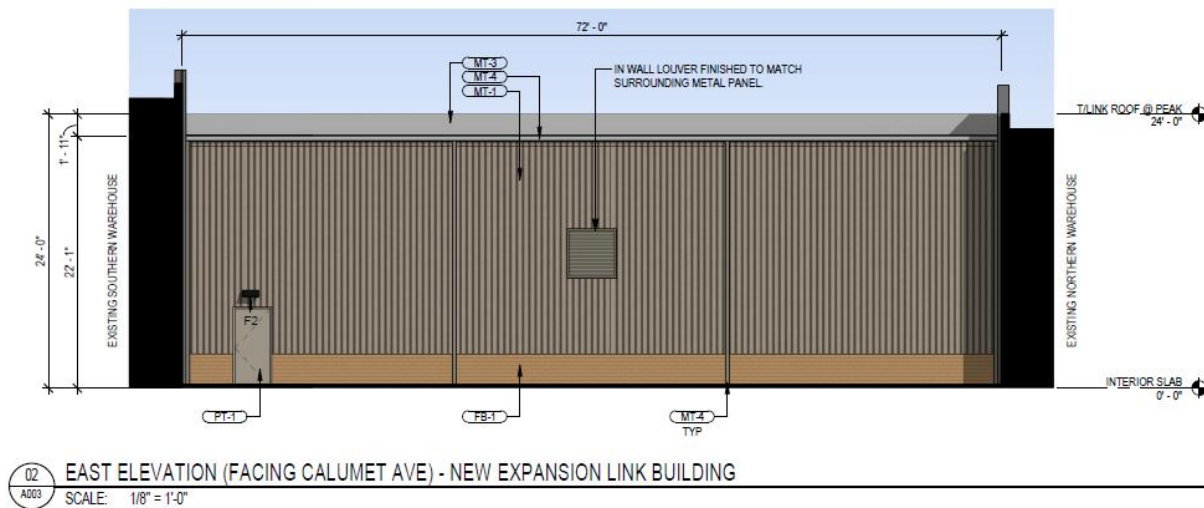 72' - 0"
MT-3
MT-4
MT-1
IN WALL LOUVER FINISHED TO MATCH
SURROUNDING METAL PANEL.
T/LINK ROOF @ PEAK
24' - 0"
1' - 11"
24' - 0"
22' - 1"
EXISTING SOUTHERN WAREHOUSE
EXISTING NORTHERN WAREHOUSE
F2
INTERIOR SLAB
0' - 0"
PT-1
FB-1
MT-4
TYP
02
A003
EAST ELEVATION (FACING CALUMET AVE) - NEW EXPANSION LINK BUILDING
SCALE: 1/8" = 1'-0"